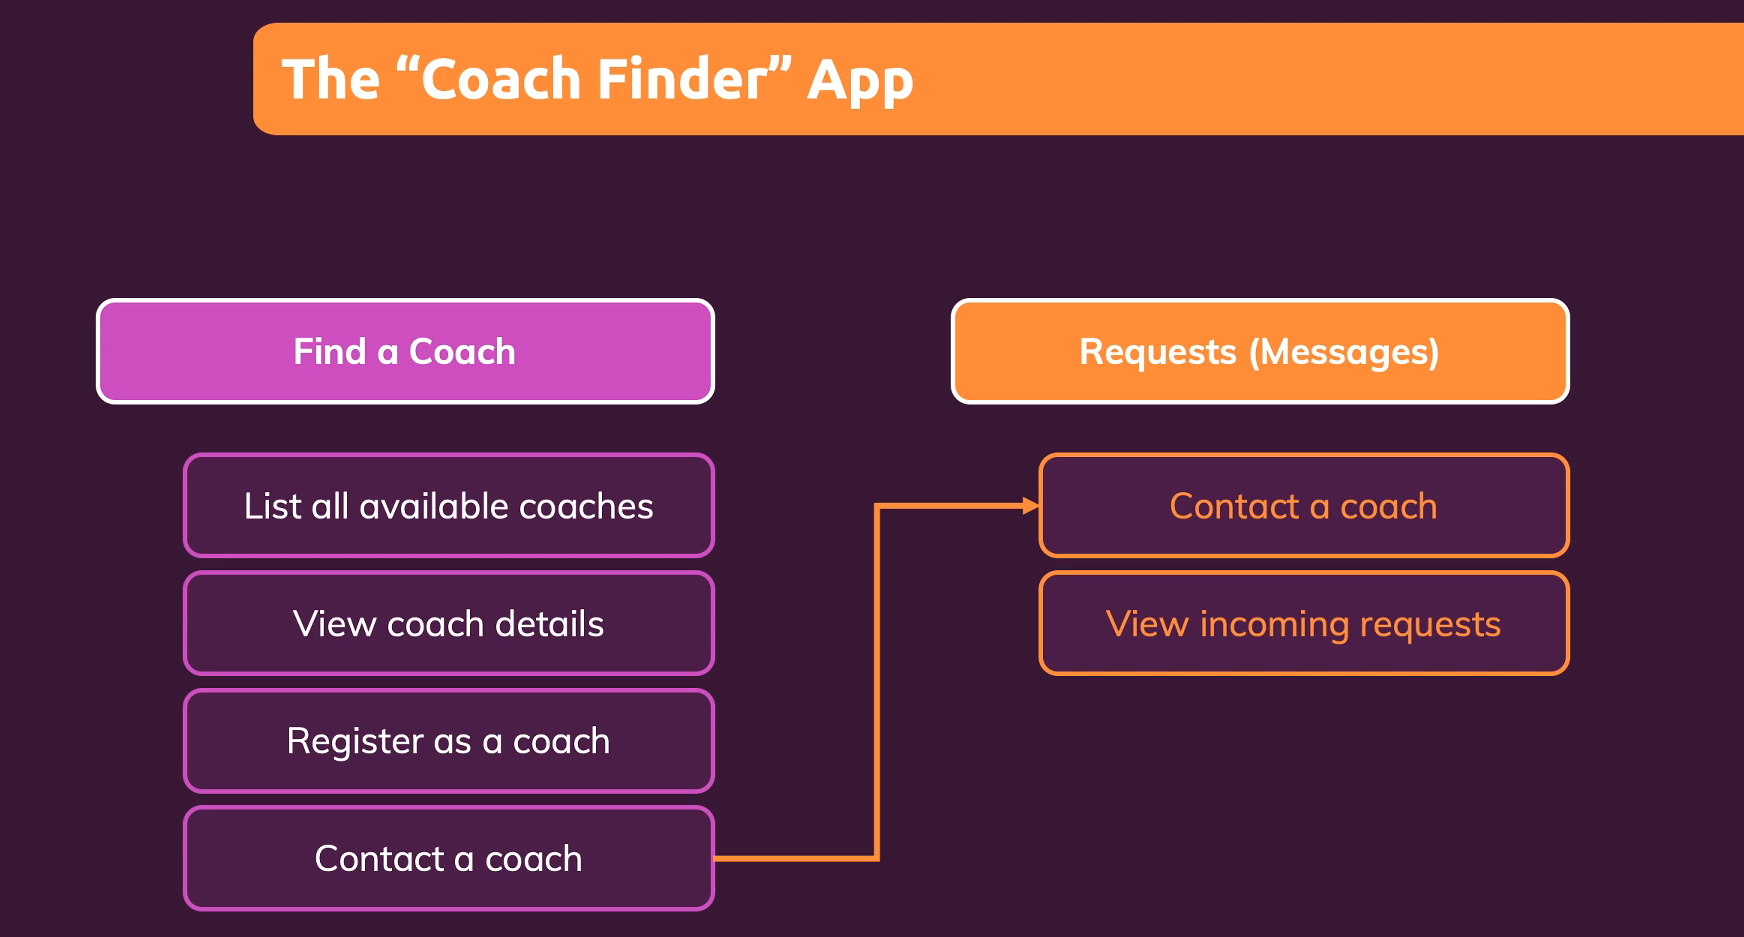 The “Coach Finder” App
Find a Coach
List all available coaches
View coach details
Register as a coach
Contact a coach
Requests (Messages)
Contact a coach
View incoming requests